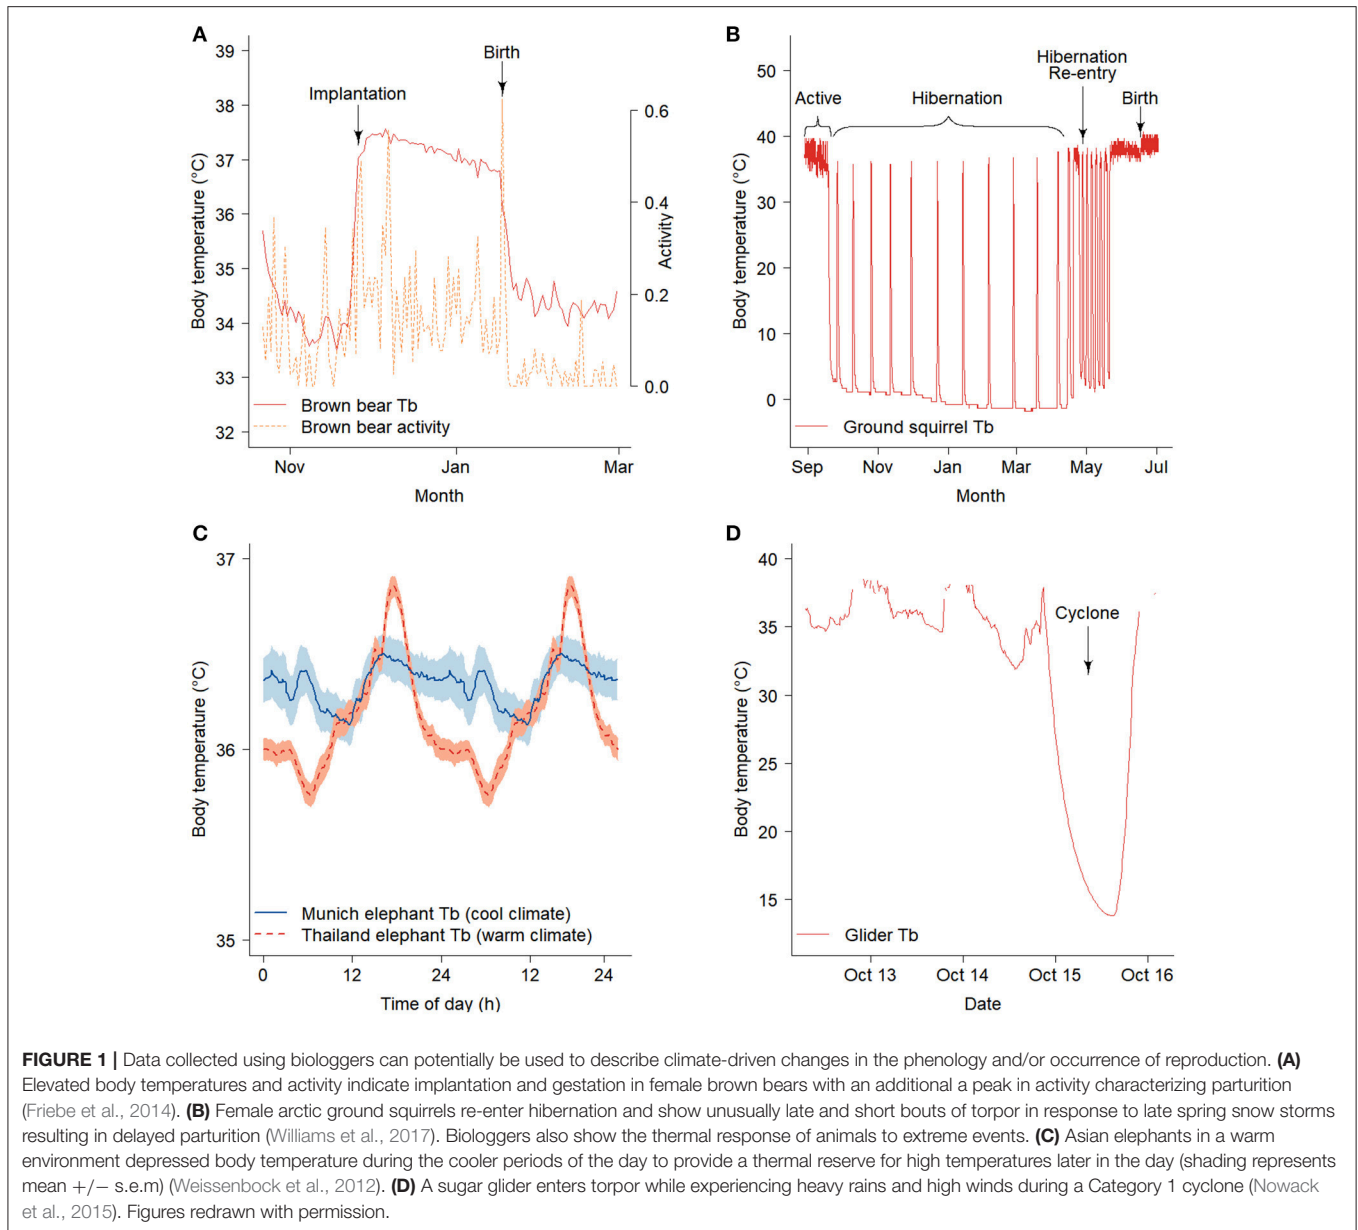 A
39
38
37
36
35
34
33
32
Body temperature (°C)
Implantation
Birth
0.6
0.4
0.2
0.0
Activity
Brown bear Tb
Brown bear activity
Nov
Jan
Mar
Month
B
50
40
30
20
10
0
Body temperature (°C)
Active
Hibernation
Hibernation
Re-entry
Birth
Ground squirrel Tb
Sep
Nov
Jan
Mar
May
Jul
Month
C
37
36
35
Body temperature (°C)
Munich elephant Tb (cool climate)
Thailand elephant Tb (warm climate)
0
12
24
12
24
Time of day (h)
D
40
35
30
25
20
15
Body temperature (°C)
Cyclone
Glider Tb
Oct 13
Oct 14
Oct 15
Oct 16
Date
FIGURE 1 | Data collected using biologgers can potentially be used to describe climate-driven changes in the phenology and/or occurrence of reproduction. (A)
Elevated body temperatures and activity indicate implantation and gestation in female brown bears with an additional a peak in activity characterizing parturition
(Friebe et al., 2014). (B) Female arctic ground squirrels re-enter hibernation and show unusually late and short bouts of torpor in response to late spring snow storms
resulting in delayed parturition (Williams et al., 2017). Biologgers also show the thermal response of animals to extreme events. (C) Asian elephants in a warm
environment depressed body temperature during the cooler periods of the day to provide a thermal reserve for high temperatures later in the day (shading represents
mean +/− s.e.m) (Weissenbock et al., 2012). (D) A sugar glider enters torpor while experiencing heavy rains and high winds during a Category 1 cyclone (Nowack
et al., 2015). Figures redrawn with permission.